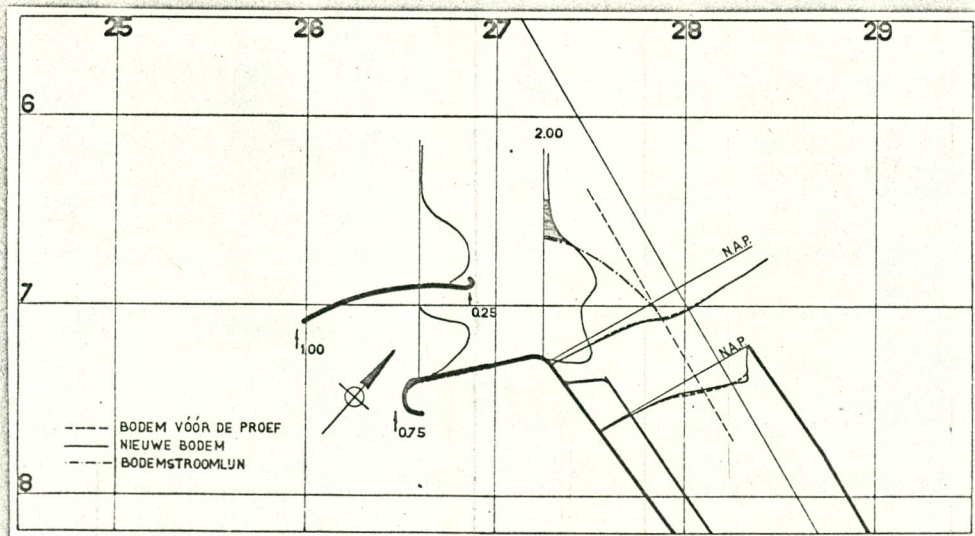 25 26 27 28 29
6
2.00
N.A.P.
7
0.25
1.00
N.A.P.
0.75
BODEM VÓÓR DE PROEF
NIEUWE BODEM
BODEMSTROOMLIJN
8